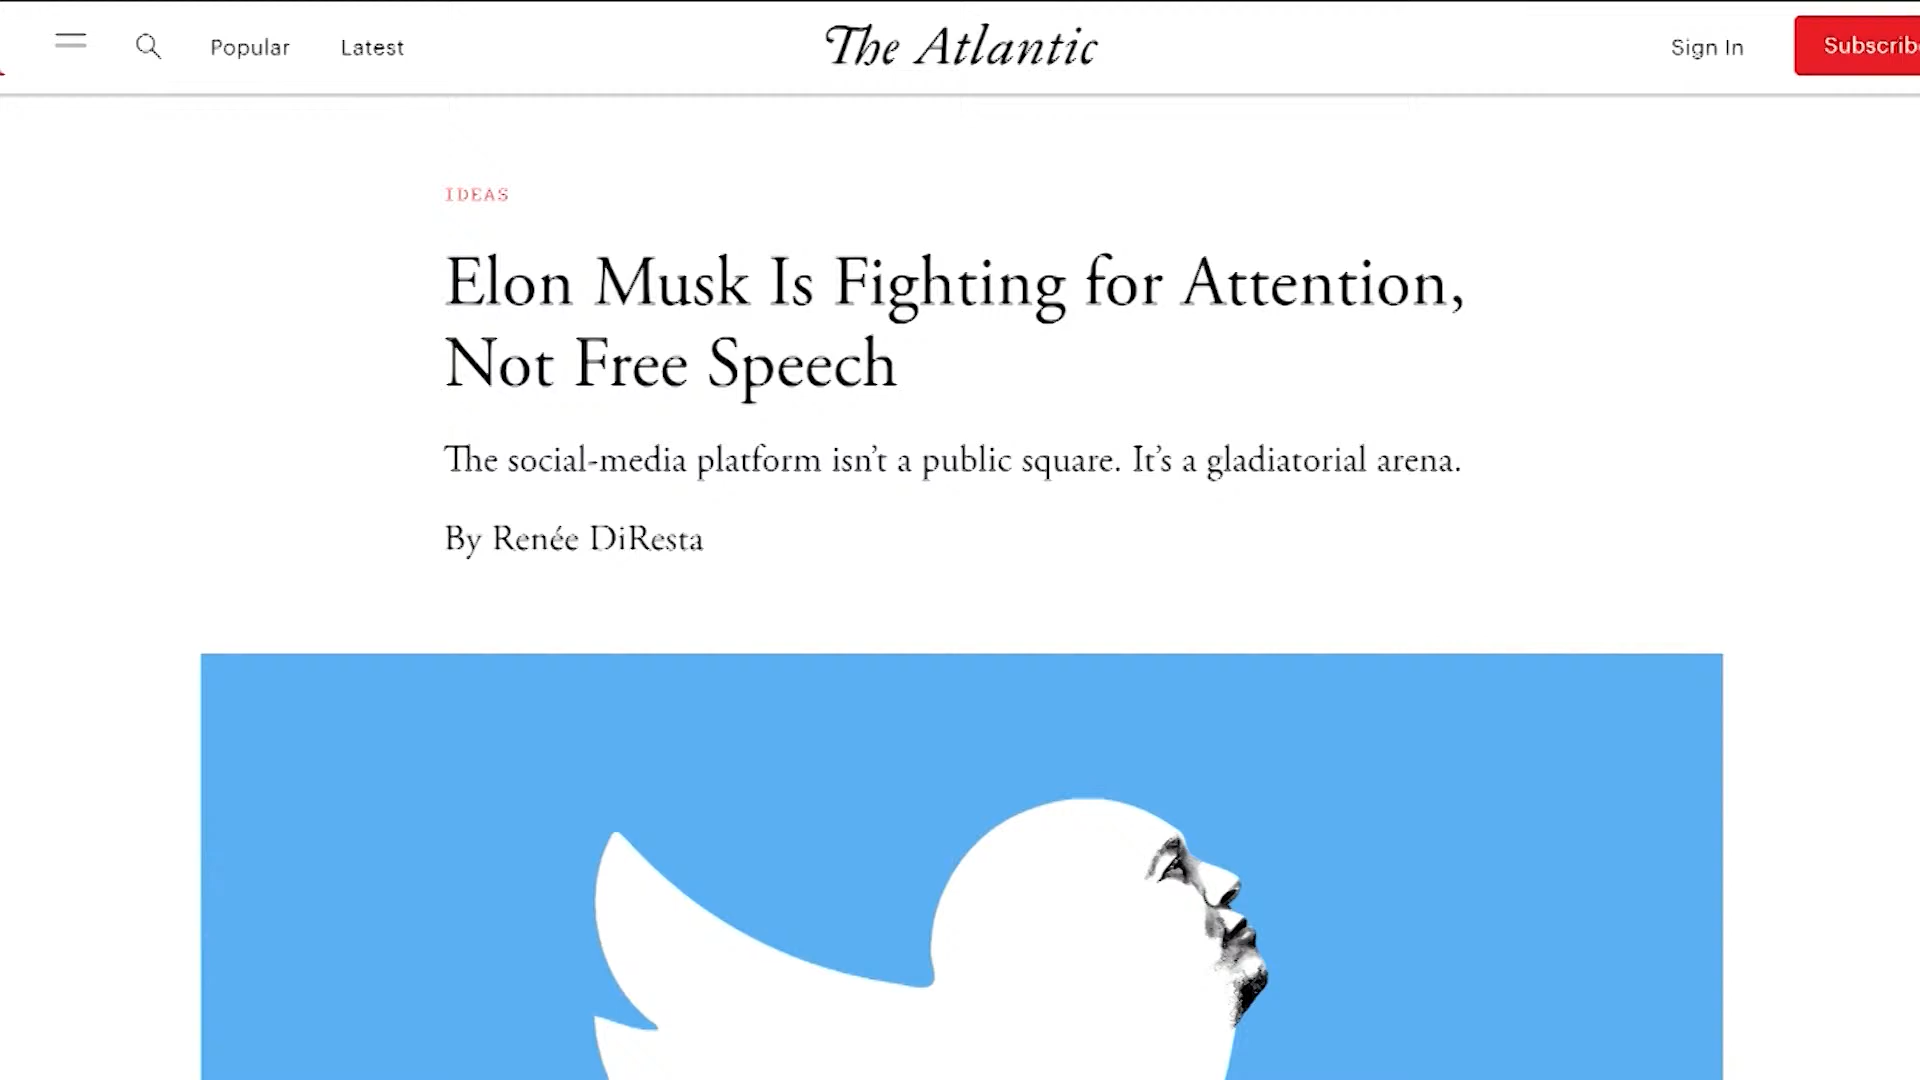 Popular Latest The Atlantic Sign In Subscribe
IDEAS
Elon Musk Is Fighting for Attention,
Not Free Speech
The social-media platform isn’t a public square. It’s a gladiatorial arena.
By Renée DiResta